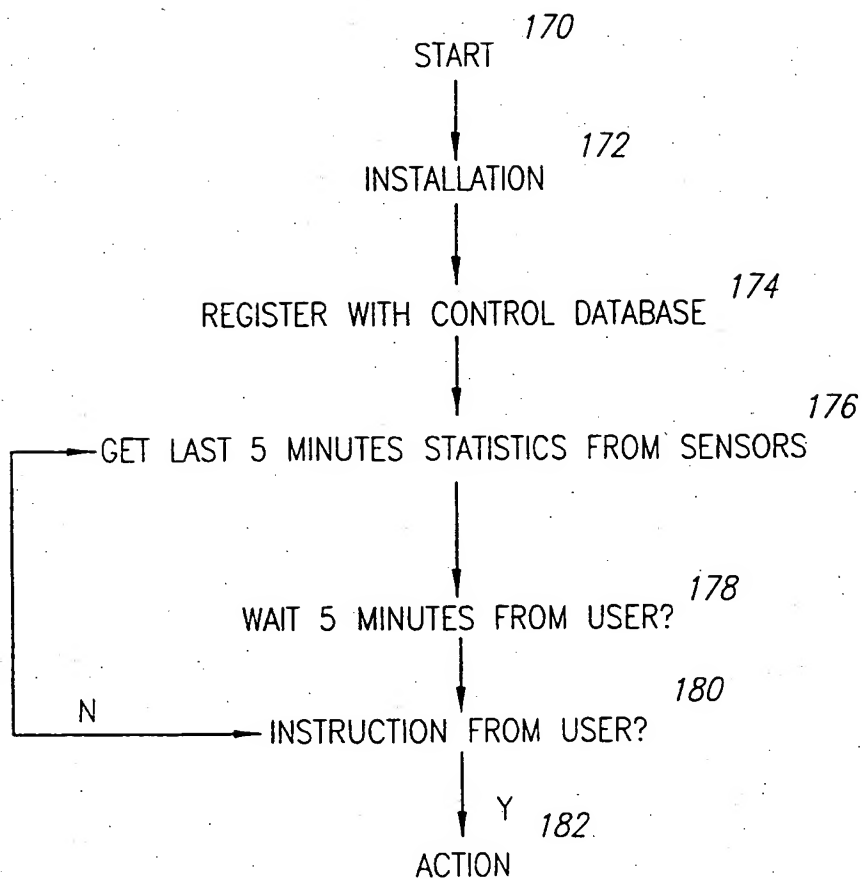 170
START
172
INSTALLATION
174
REGISTER WITH CONTROL DATABASE
176
GET LAST 5 MINUTES STATISTICS FROM SENSORS
178
WAIT 5 MINUTES FROM USER?
180
N
INSTRUCTION FROM USER?
Y
182
ACTION